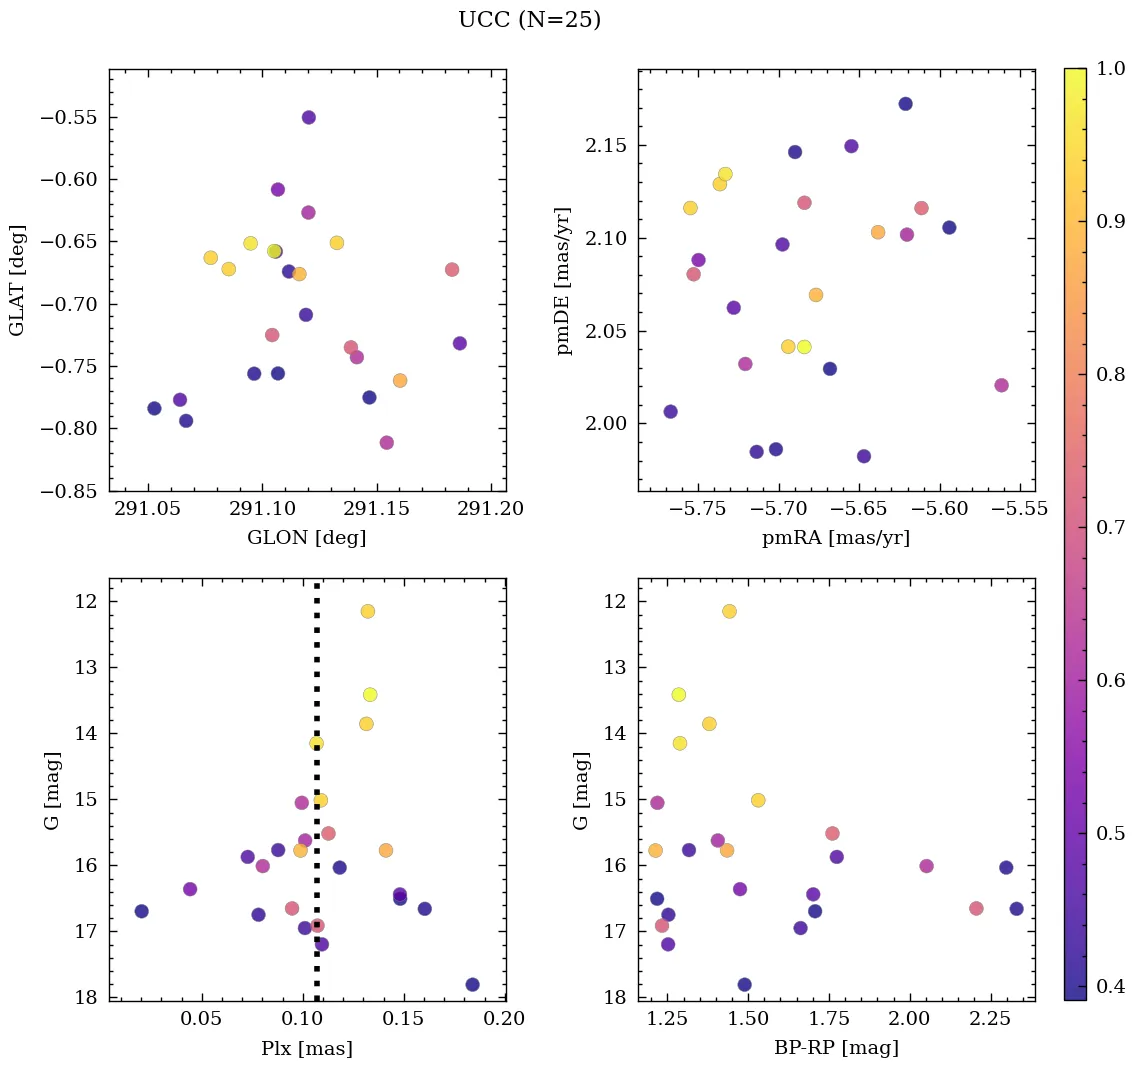 UCC (N=25)
−0.55
−0.60
−0.65
−0.70
−0.75
−0.80
−0.85
GLAT [deg]
291.05 291.10 291.15 291.20
GLON [deg]
2.15
2.10
2.05
2.00
pmDE [mas/yr]
−5.75 −5.70 −5.65 −5.60 −5.55
pmRA [mas/yr]
12
13
14
15
16
17
18
G [mag]
0.05 0.10 0.15 0.20
Plx [mas]
12
13
14
15
16
17
18
G [mag]
1.25 1.50 1.75 2.00 2.25
BP-RP [mag]
1.0
0.9
0.8
0.7
0.6
0.5
0.4